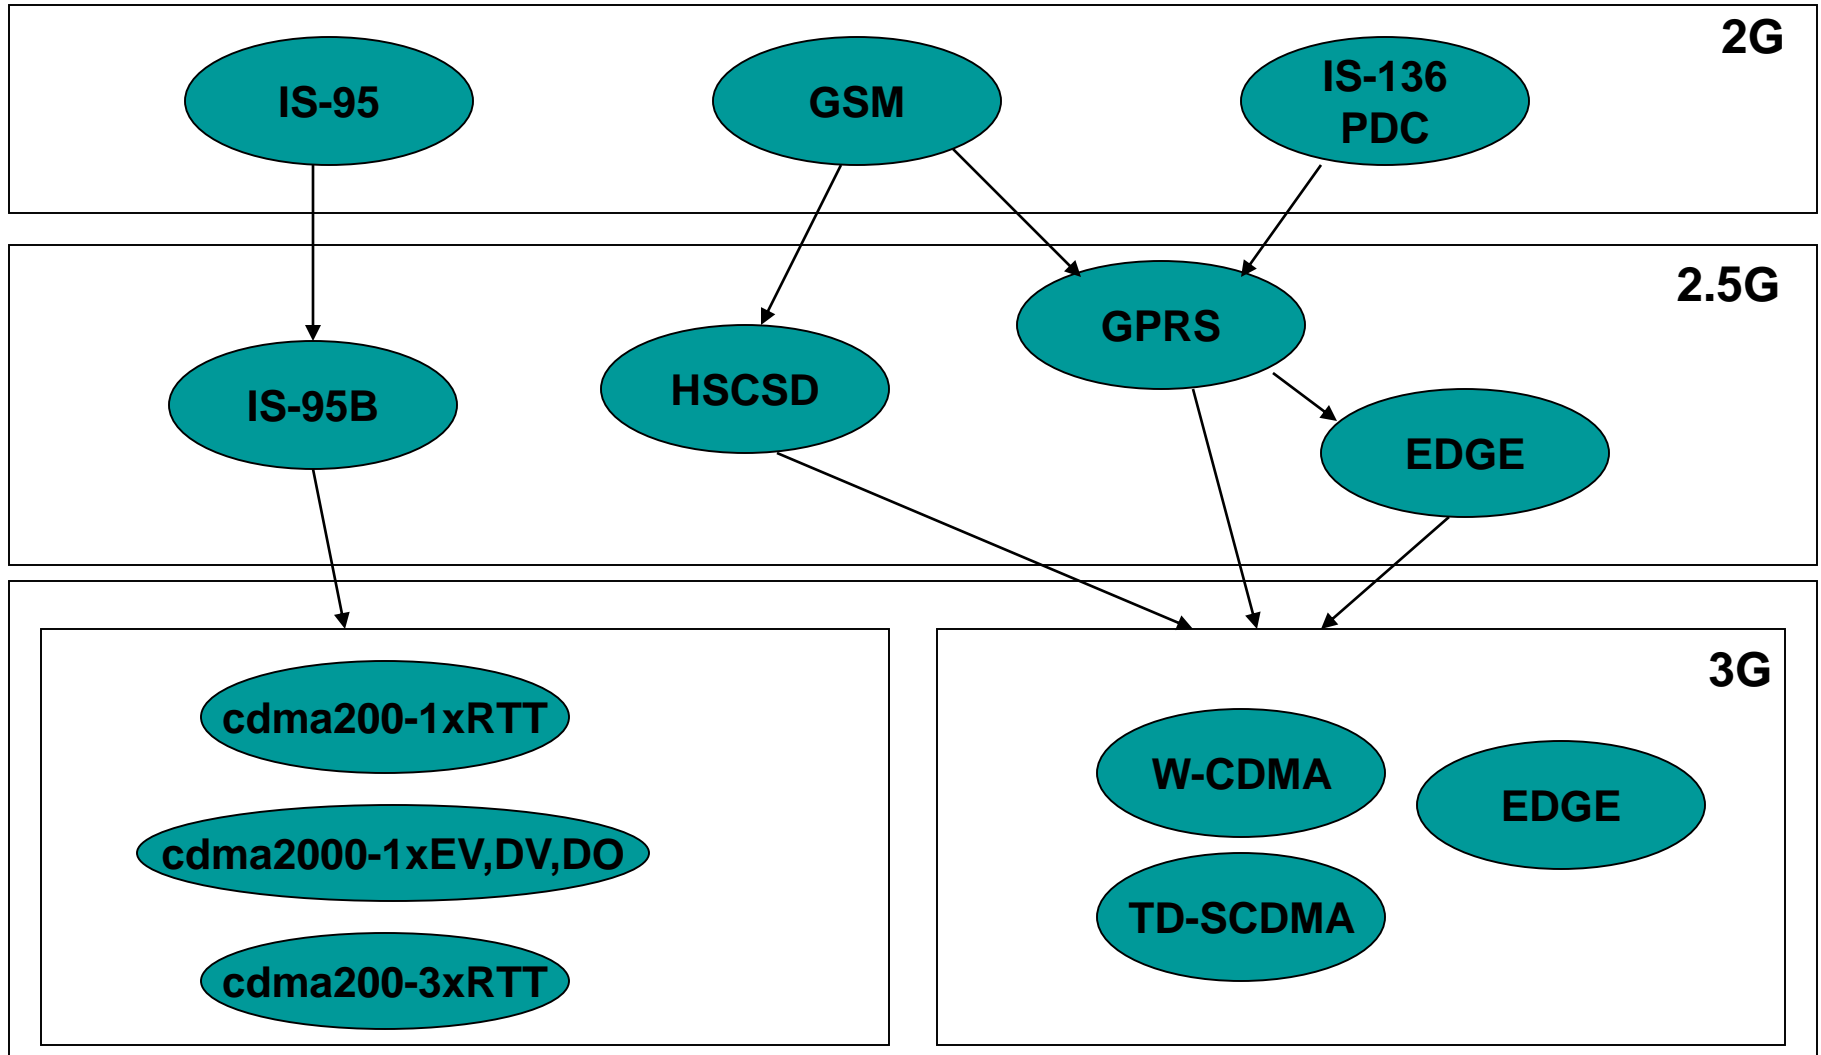 2G
IS-95
GSM
IS-136
PDC
2.5G
GPRS
HSCSD
IS-95B
EDGE
3G
cdma200-1xRTT
W-CDMA
EDGE
cdma2000-1xEV,DV,DO
TD-SCDMA
cdma200-3xRTT